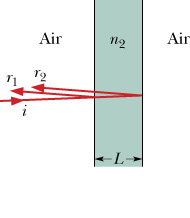 Air n₂ Air
r₁ r₂
i
L